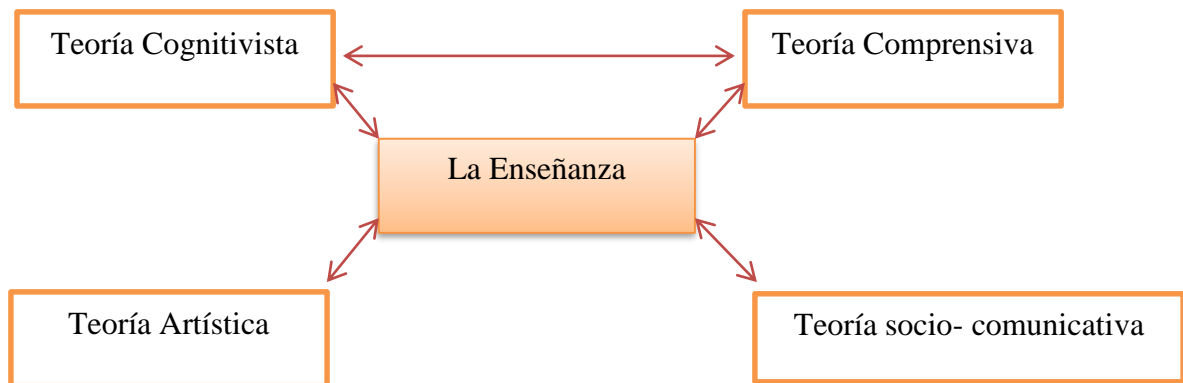 Teoría Cognitivista
Teoría Comprensiva
La Enseñanza
Teoría Artística
Teoría socio- comunicativa